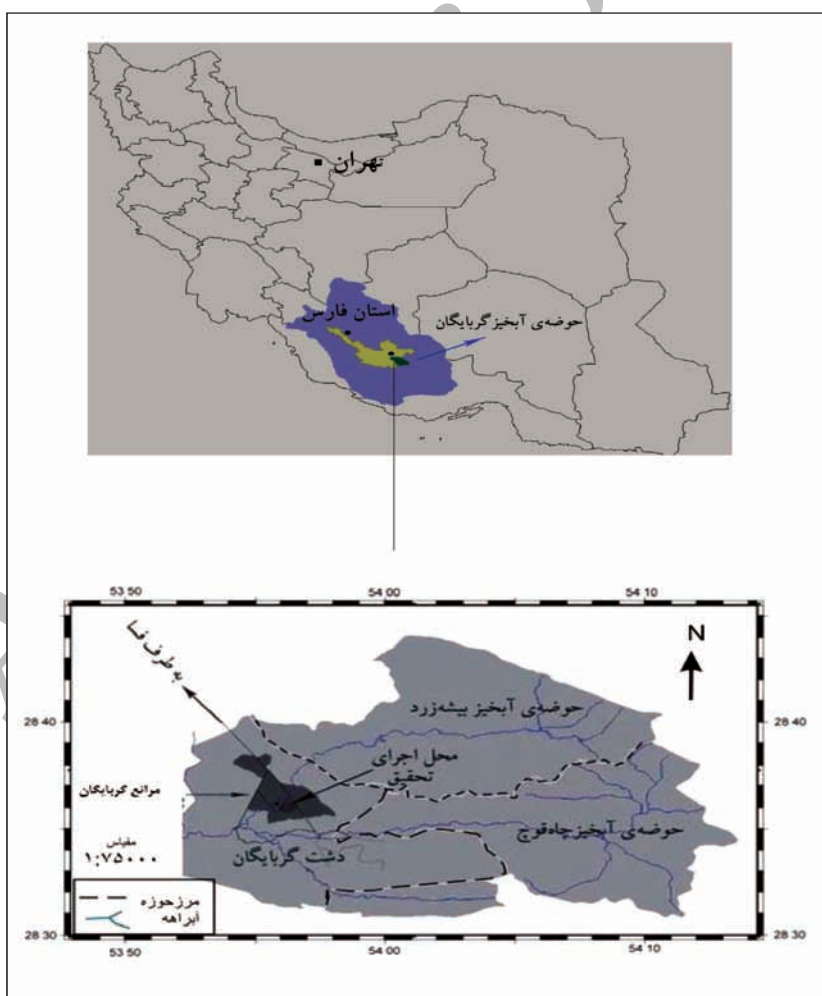 تهران
استان فارس
حوضه‌ی آبخیز گربایگان
53 50
54 00
54 10
به طرف فسا
N
حوضه‌ی آبخیز بیشه‌زرد
28 40
28 40
محل اجرای
تحقیق
مراتع گربایگان
حوضه‌ی آبخیز چاه‌قوچ
مقیاس
۱:۷۵۰۰۰
دشت گربایگان
مرز حوزه
آبراهه
28 30
28 30
53 50
54 00
54 10